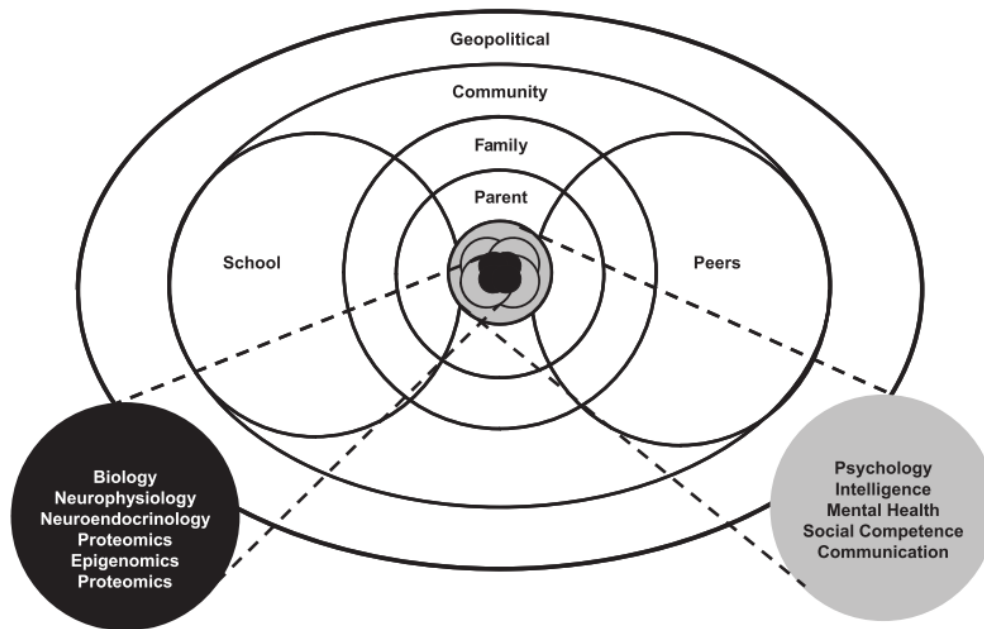 Geopolitical
Community
Family
Parent
School
Peers
Biology
Neurophysiology
Neuroendocrinology
Proteomics
Epigenomics
Proteomics
Psychology
Intelligence
Mental Health
Social Competence
Communication